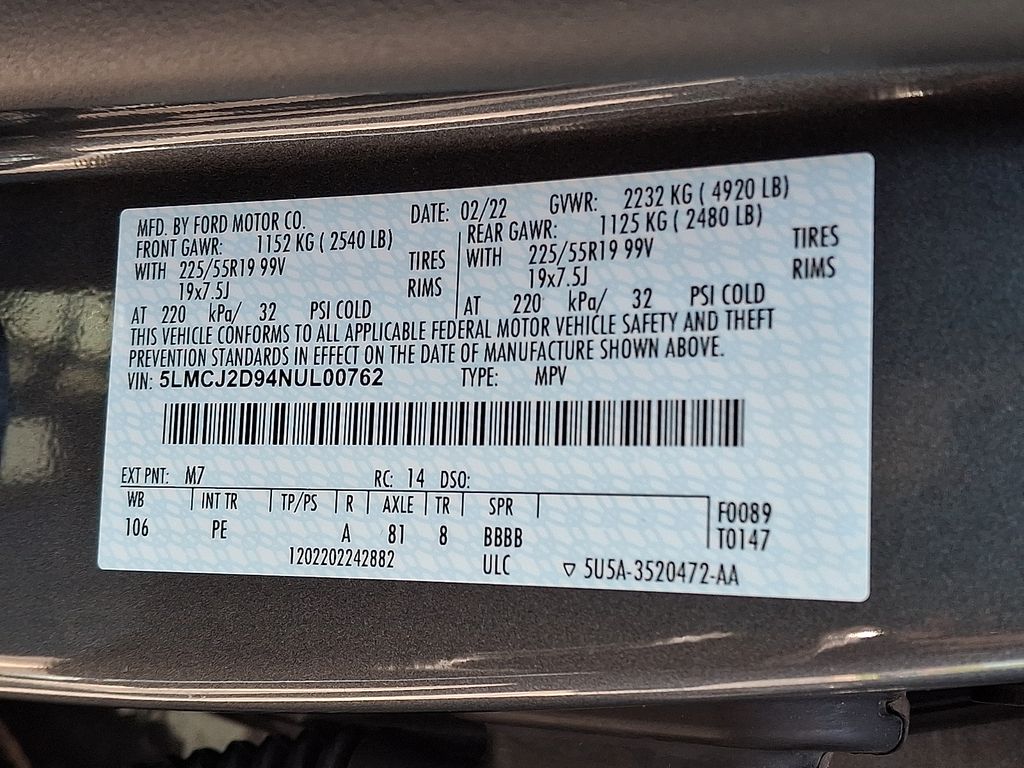 MFD. BY FORD MOTOR CO. DATE: 02/22 GVWR: 2232 KG ( 4920 LB)
FRONT GAWR: 1152 KG ( 2540 LB) REAR GAWR: 1125 KG ( 2480 LB)
WITH 225/55R19 99V TIRES WITH 225/55R19 99V TIRES
19x7.5J RIMS 19x7.5J RIMS
AT 220 kPa/ 32 PSI COLD AT 220 kPa/ 32 PSI COLD
THIS VEHICLE CONFORMS TO ALL APPLICABLE FEDERAL MOTOR VEHICLE SAFETY AND THEFT
PREVENTION STANDARDS IN EFFECT ON THE DATE OF MANUFACTURE SHOWN ABOVE.
VIN: 5LMCJ2D94NUL00762 TYPE: MPV
EXT PNT: M7 RC: 14 DSO:
WB INT TR TP/PS R AXLE TR SPR F0089
106 PE A 81 8 BBBB T0147
1202202242882 ULC ▽ 5U5A-3520472-AA